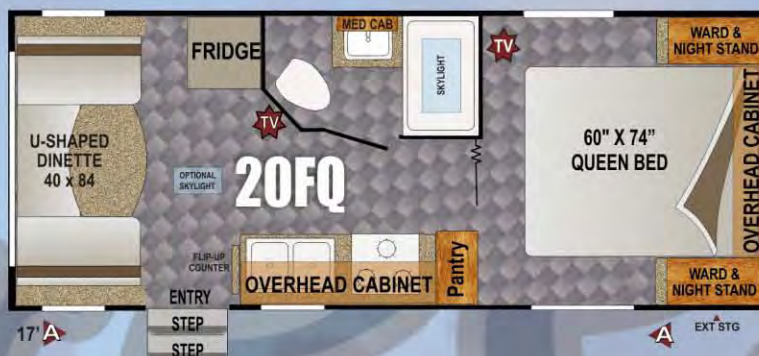 MED CAB
FRIDGE
TV
SKYLIGHT
TV
WARD &
NIGHT STAND
U-SHAPED
DINETTE
40 x 84
OPTIONAL
SKYLIGHT
20FQ
60" X 74”
QUEEN BED
OVERHEAD CABINET
FLIP-UP
COUNTER
OVERHEAD CABINET
Pantry
WARD &
NIGHT STAND
ENTRY
STEP
STEP
17' A
A
EXT STG